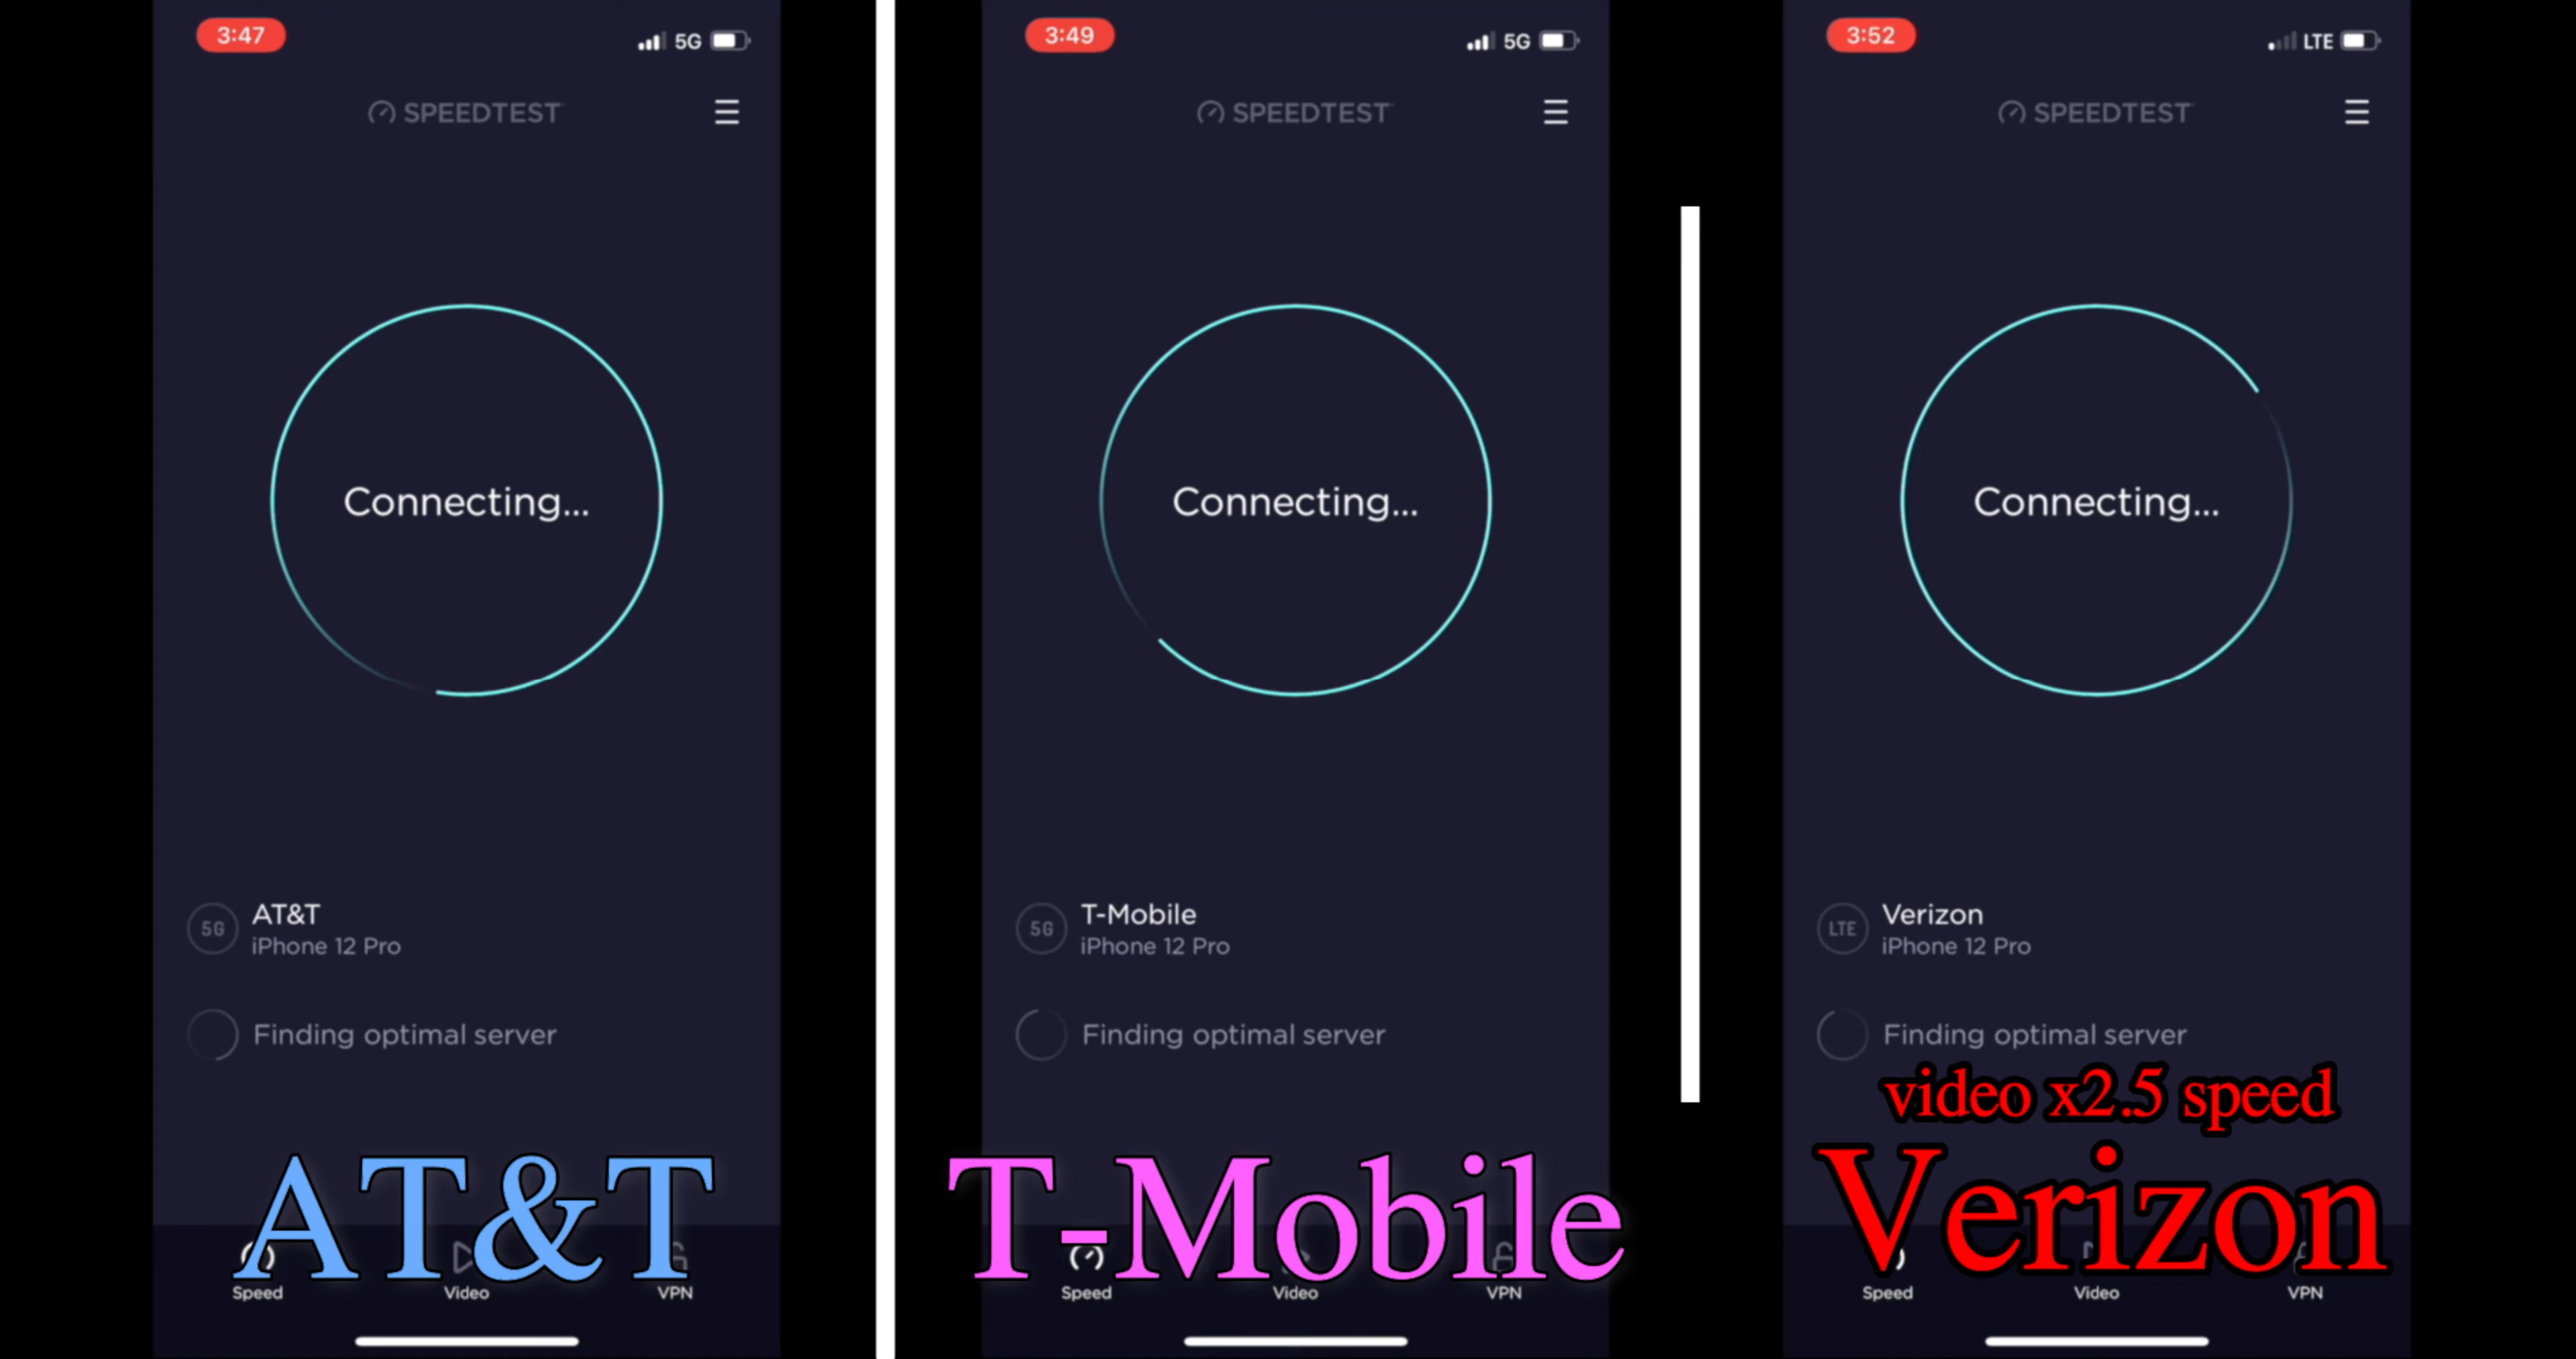 3:47 5G
SPEEDTEST
Connecting...
5G AT&T
iPhone 12 Pro
Finding optimal server
AT&T
Speed Video VPN
3:49 5G
SPEEDTEST
Connecting...
5G T-Mobile
iPhone 12 Pro
Finding optimal server
T-Mobile
Speed Video VPN
3:52 LTE
SPEEDTEST
Connecting...
LTE Verizon
iPhone 12 Pro
Finding optimal server
video x2.5 speed
Verizon
Speed Video VPN